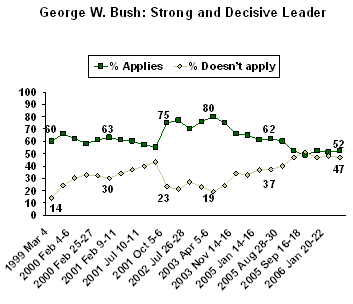 George W. Bush: Strong and Decisive Leader
% Applies % Doesn't apply
100
90
80
70
60
50
40
30
20
10
0
60
63
75
80
62
52
14
30
23
19
37
47
1999 Mar 4
2000 Feb 4-6
2000 Feb 25-27
2001 Feb 9-11
2001 Jul 10-11
2001 Oct 5-6
2002 Jul 26-28
2003 Apr 5-6
2003 Nov 14-16
2005 Jan 14-16
2005 Aug 28-30
2005 Sep 16-18
2006 Jan 20-22